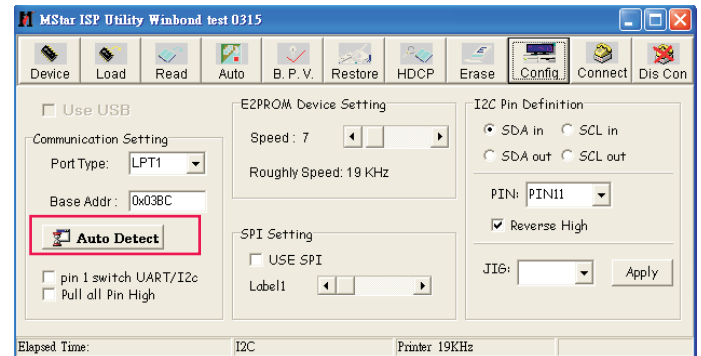 MStar ISP Utility Winbond test 0315
Device Load Read Auto B. P. V. Restore HDCP Erase Config Connect Dis Con
Use USB
Communication Setting
Port Type: LPT1
Base Addr : 0x03BC
Auto Detect
pin 1 switch UART/I2c
Pull all Pin High
E2PROM Device Setting
Speed : 7
Roughly Speed: 19 KHz
SPI Setting
USE SPI
Label1
I2C Pin Definition
SDA in SCL in
SDA out SCL out
PIN: PIN11
Reverse High
JIG: Apply
Elapsed Time: I2C Printer 19KHz